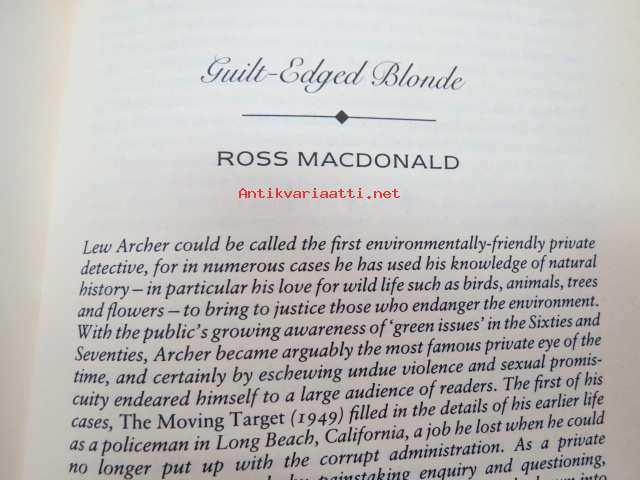 Guilt-Edged Blonde
ROSS MACDONALD
Antikvariaatti.net
Lew Archer could be called the first environmentally-friendly private
detective, for in numerous cases he has used his knowledge of natural
history – in particular his love for wild life such as birds, animals, trees
and flowers – to bring to justice those who endanger the environment.
With the public's growing awareness of 'green issues' in the Sixties and
Seventies, Archer became arguably the most famous private eye of the
time, and certainly by eschewing undue violence and sexual promis-
cuity endeared himself to a large audience of readers. The first of his
cases, The Moving Target (1949) filled in the details of his earlier life
as a policeman in Long Beach, California, a job he lost when he could
no longer put up with the corrupt administration. As a private
by painstaking enquiry and questioning,